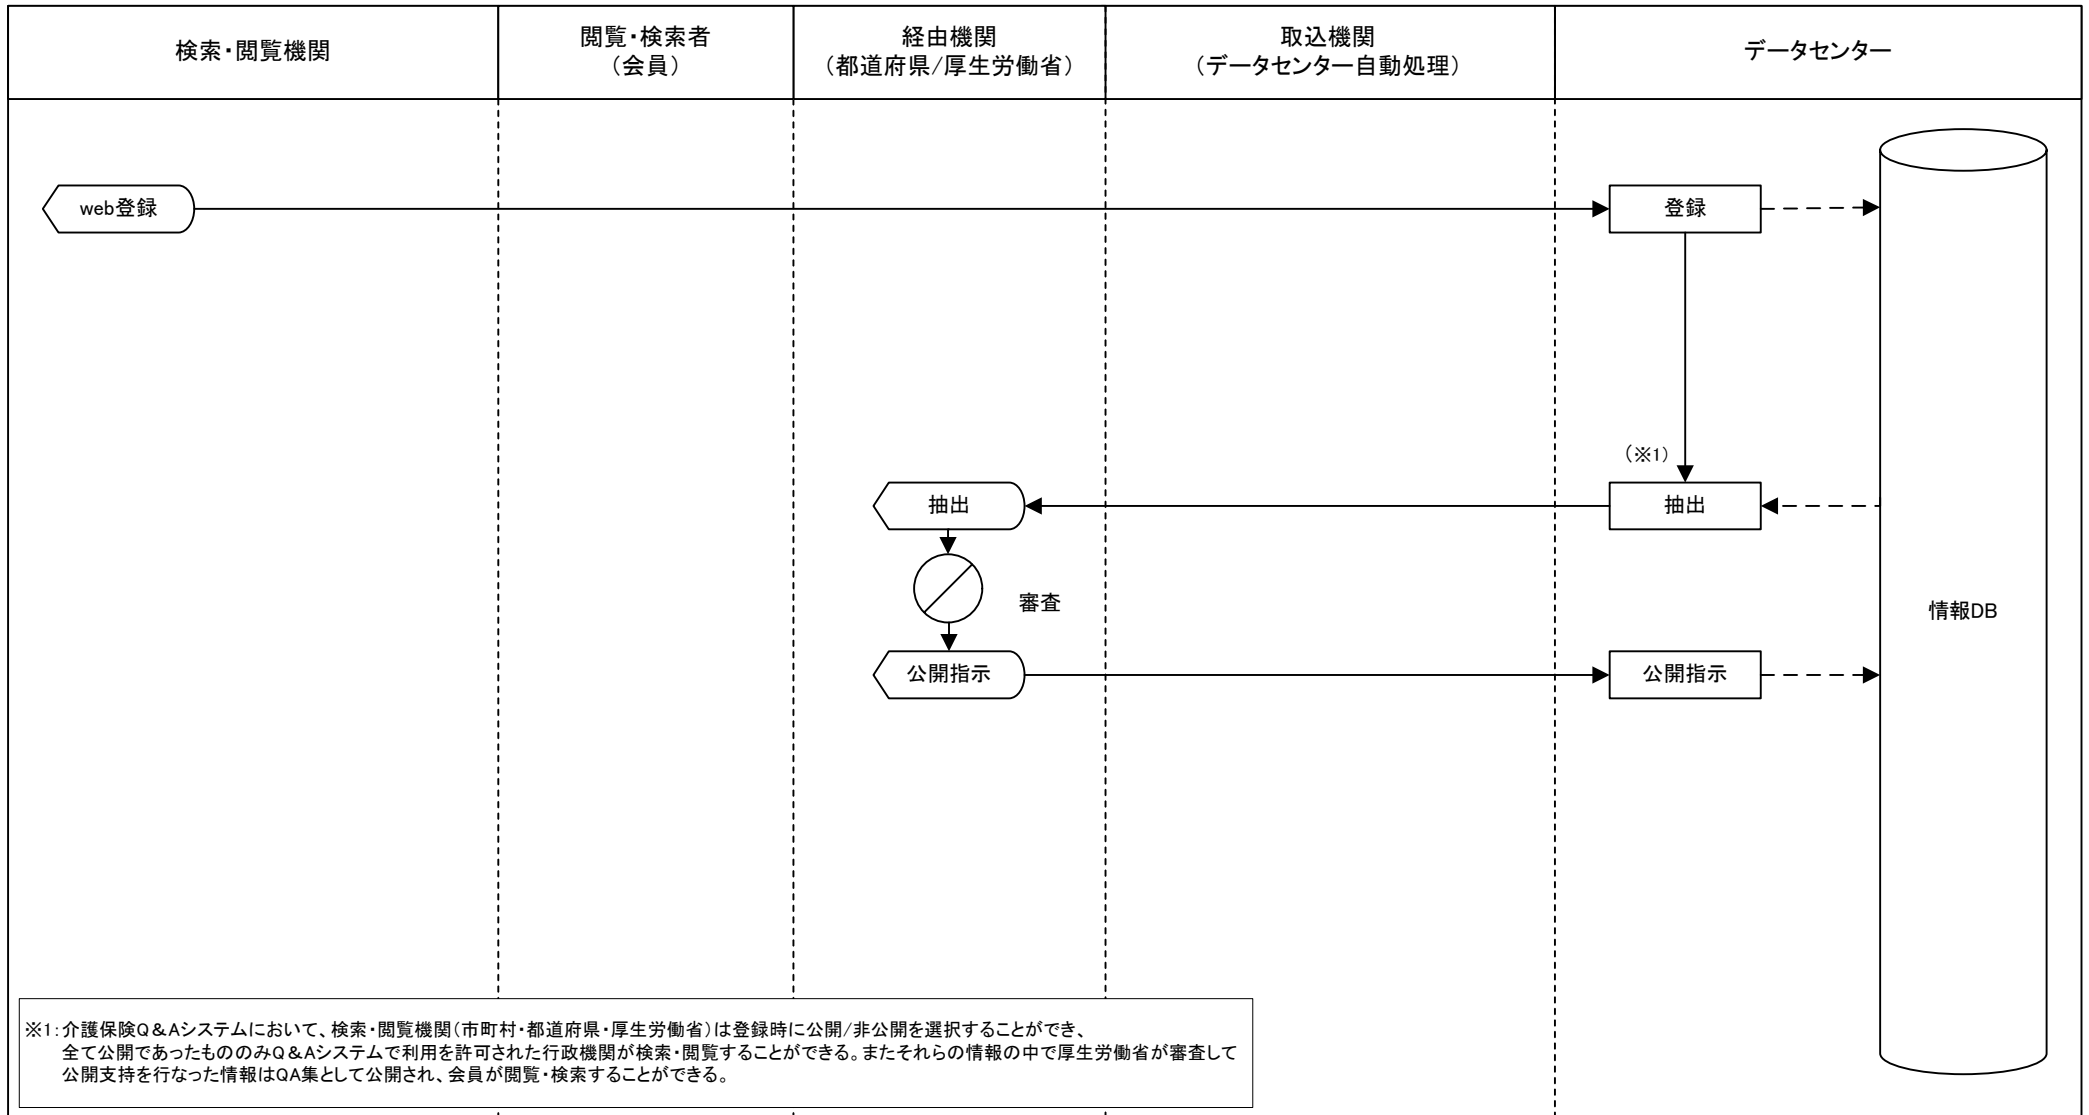 検索・閲覧機関
閲覧・検索者
（会員）
経由機関
（都道府県/厚生労働省）
取込機関
（データセンター自動処理）
データセンター
web登録
登録
（※1）
抽出
抽出
審査
情報DB
公開指示
公開指示
※1：介護保険Q＆Aシステムにおいて、検索・閲覧機関（市町村・都道府県・厚生労働省）は登録時に公開/非公開を選択することができ、
全て公開であったもののみQ＆Aシステムで利用を許可された行政機関が検索・閲覧することができる。またそれらの情報の中で厚生労働省が審査して
公開支持を行なった情報はQA集として公開され、会員が閲覧・検索することができる。